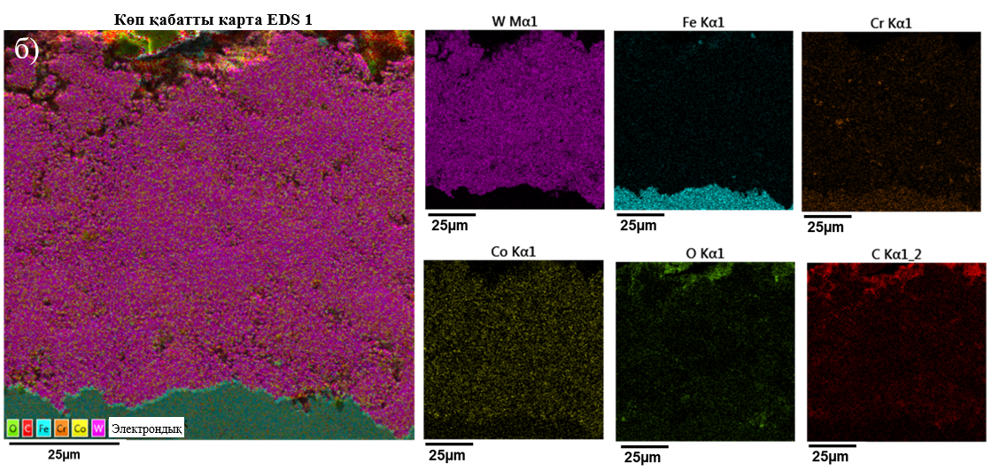 Көп қабатты карта EDS 1
б)
O C Fe Cr Co W Электрондық
25μm
W Mα1
25μm
Fe Kα1
25μm
Cr Kα1
25μm
Co Kα1
25μm
O Kα1
25μm
C Kα1_2
25μm